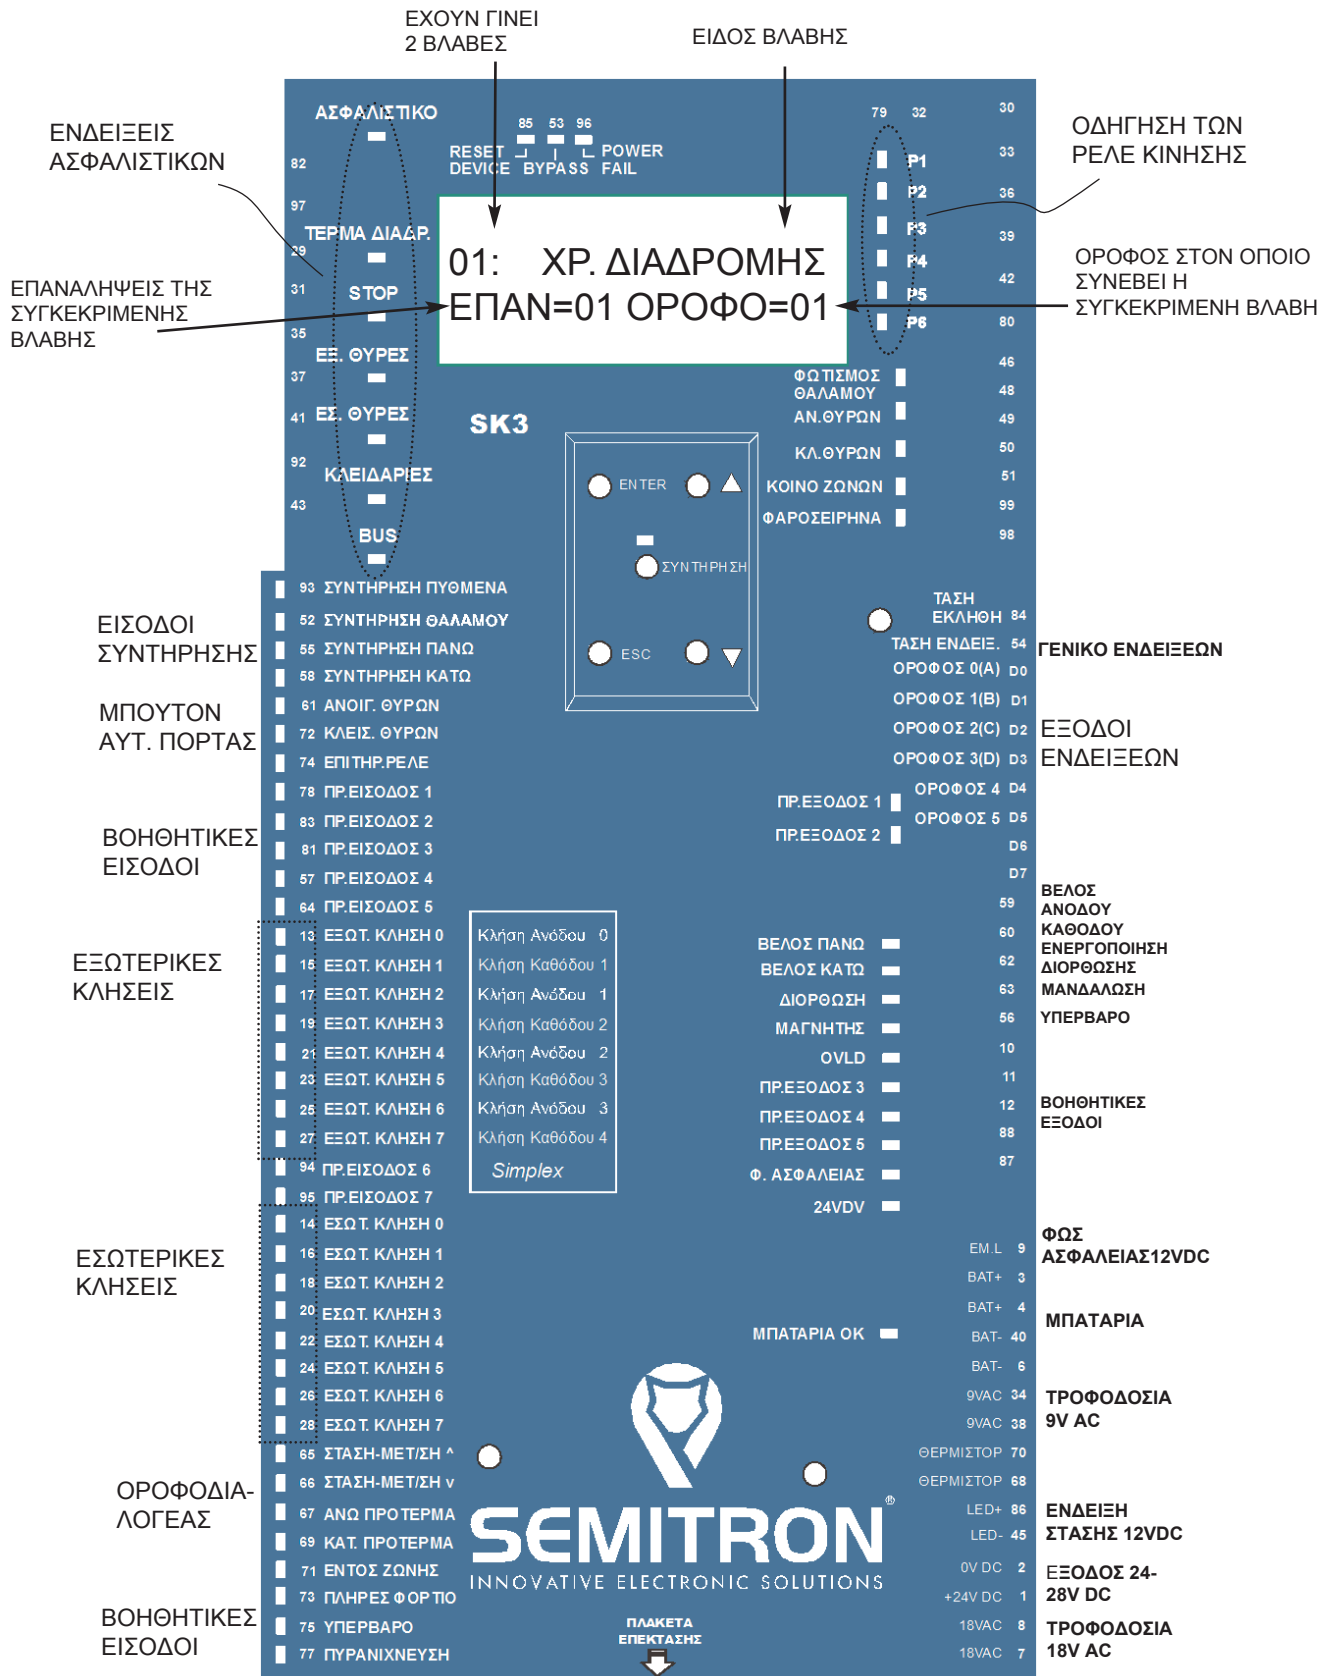 ΕΧΟΥΝ ΓΙΝΕΙ
2 ΒΛΑΒΕΣ
ΕΙΔΟΣ ΒΛΑΒΗΣ
ΕΝΔΕΙΞΕΙΣ
ΑΣΦΑΛΙΣΤΙΚΩΝ
ΕΠΑΝΑΛΗΨΕΙΣ ΤΗΣ
ΣΥΓΚΕΚΡΙΜΕΝΗΣ
ΒΛΑΒΗΣ
ΟΔΗΓΗΣΗ ΤΩΝ
ΡΕΛΕ ΚΙΝΗΣΗΣ
ΟΡΟΦΟΣ ΣΤΟΝ ΟΠΟΙΟ
ΣΥΝΕΒΕΙ Η
ΣΥΓΚΕΚΡΙΜΕΝΗ ΒΛΑΒΗ
ΑΣΦΑΛΙΣΤΙΚΟ
82
97
ΤΕΡΜΑ ΔΙΑΔΡ.
29
31
STOP
35
ΕΞ. ΘΥΡΕΣ
37
41
ΕΣ. ΘΥΡΕΣ
92
ΚΛΕΙΔΑΡΙΕΣ
43
BUS
85 53 96
RESET POWER
DEVICE BYPASS FAIL
01: ΧΡ. ΔΙΑΔΡΟΜΗΣ
ΕΠΑΝ=01 ΟΡΟΦΟ=01
79 32 30
P1 33
P2 36
P3 39
P4 42
P5
P6 80
46
ΦΩΤΙΣΜΟΣ
ΘΑΛΑΜΟΥ 48
ΑΝ.ΘΥΡΩΝ 49
ΚΛ.ΘΥΡΩΝ 50
51
ΚΟΙΝΟ ΖΩΝΩΝ
99
ΦΑΡΟΣΕΙΡΗΝΑ
98
SK3
ENTER
ΣΥΝΤΗΡΗΣΗ
ESC
ΕΙΣΟΔΟΙ
ΣΥΝΤΗΡΗΣΗΣ
93 ΣΥΝΤΗΡΗΣΗ ΠΥΘΜΕΝΑ
52 ΣΥΝΤΗΡΗΣΗ ΘΑΛΑΜΟΥ
55 ΣΥΝΤΗΡΗΣΗ ΠΑΝΩ
58 ΣΥΝΤΗΡΗΣΗ ΚΑΤΩ
ΜΠΟΥΤΟΝ
ΑΥΤ. ΠΟΡΤΑΣ
61 ΑΝΟΙΓ. ΘΥΡΩΝ
72 ΚΛΕΙΣ. ΘΥΡΩΝ
74 ΕΠΙΤΗΡ.ΡΕΛΕ
ΒΟΗΘΗΤΙΚΕΣ
ΕΙΣΟΔΟΙ
78 ΠΡ.ΕΙΣΟΔΟΣ 1
83 ΠΡ.ΕΙΣΟΔΟΣ 2
81 ΠΡ.ΕΙΣΟΔΟΣ 3
57 ΠΡ.ΕΙΣΟΔΟΣ 4
64 ΠΡ.ΕΙΣΟΔΟΣ 5
ΕΞΩΤΕΡΙΚΕΣ
ΚΛΗΣΕΙΣ
13 ΕΞΩΤ. ΚΛΗΣΗ 0
15 ΕΞΩΤ. ΚΛΗΣΗ 1
17 ΕΞΩΤ. ΚΛΗΣΗ 2
19 ΕΞΩΤ. ΚΛΗΣΗ 3
21 ΕΞΩΤ. ΚΛΗΣΗ 4
23 ΕΞΩΤ. ΚΛΗΣΗ 5
25 ΕΞΩΤ. ΚΛΗΣΗ 6
27 ΕΞΩΤ. ΚΛΗΣΗ 7
Κλήση Ανόδου 0
Κλήση Καθόδου 1
Κλήση Ανόδου 1
Κλήση Καθόδου 2
Κλήση Ανόδου 2
Κλήση Καθόδου 3
Κλήση Ανόδου 3
Κλήση Καθόδου 4
Simplex
94 ΠΡ.ΕΙΣΟΔΟΣ 6
95 ΠΡ.ΕΙΣΟΔΟΣ 7
ΕΣΩΤΕΡΙΚΕΣ
ΚΛΗΣΕΙΣ
14 ΕΣΩΤ. ΚΛΗΣΗ 0
16 ΕΣΩΤ. ΚΛΗΣΗ 1
18 ΕΣΩΤ. ΚΛΗΣΗ 2
20 ΕΣΩΤ. ΚΛΗΣΗ 3
22 ΕΣΩΤ. ΚΛΗΣΗ 4
24 ΕΣΩΤ. ΚΛΗΣΗ 5
26 ΕΣΩΤ. ΚΛΗΣΗ 6
28 ΕΣΩΤ. ΚΛΗΣΗ 7
ΟΡΟΦΟΔΙΑ-
ΛΟΓΕΑΣ
65 ΣΤΑΣΗ-ΜΕΤ/ΣΗ ^
66 ΣΤΑΣΗ-ΜΕΤ/ΣΗ v
67 ΑΝΩ ΠΡΟΤΕΡΜΑ
69 ΚΑΤ. ΠΡΟΤΕΡΜΑ
71 ΕΝΤΟΣ ΖΩΝΗΣ
ΒΟΗΘΗΤΙΚΕΣ
ΕΙΣΟΔΟΙ
73 ΠΛΗΡΕΣ ΦΟΡΤΙΟ
75 ΥΠΕΡΒΑΡΟ
77 ΠΥΡΑΝΙΧΝΕΥΣΗ
ΤΑΣΗ
ΕΚΛΗΘΗ 84
ΤΑΣΗ ΕΝΔΕΙΞ. 54 ΓΕΝΙΚΟ ΕΝΔΕΙΞΕΩΝ
ΟΡΟΦΟΣ 0(A) D0
ΟΡΟΦΟΣ 1(B) D1
ΟΡΟΦΟΣ 2(C) D2
ΟΡΟΦΟΣ 3(D) D3
ΟΡΟΦΟΣ 4 D4
ΟΡΟΦΟΣ 5 D5
D6
D7
ΕΞΟΔΟΙ
ΕΝΔΕΙΞΕΩΝ
ΠΡ.ΕΞΟΔΟΣ 1
ΠΡ.ΕΞΟΔΟΣ 2
ΒΕΛΟΣ ΠΑΝΩ
ΒΕΛΟΣ ΚΑΤΩ
ΔΙΟΡΘΩΣΗ
ΜΑΓΝΗΤΗΣ
OVLD
ΠΡ.ΕΞΟΔΟΣ 3
ΠΡ.ΕΞΟΔΟΣ 4
ΠΡ.ΕΞΟΔΟΣ 5
Φ. ΑΣΦΑΛΕΙΑΣ
24VDV
59
60
62
63
56
10
11
12
88
87
ΒΕΛΟΣ
ΑΝΟΔΟΥ
ΚΑΘΟΔΟΥ
ΕΝΕΡΓΟΠΟΙΗΣΗ
ΔΙΟΡΘΩΣΗΣ
ΜΑΝΔΑΛΩΣΗ
ΥΠΕΡΒΑΡΟ
ΒΟΗΘΗΤΙΚΕΣ
ΕΞΟΔΟΙ
ΜΠΑΤΑΡΙΑ ΟΚ
EM.L 9
BAT+ 3
BAT+ 4
BAT- 40
BAT- 6
9VAC 34
9VAC 38
ΘΕΡΜΙΣΤΟΡ 70
ΘΕΡΜΙΣΤΟΡ 68
LED+ 86
LED- 45
0V DC 2
+24V DC 1
18VAC 8
18VAC 7
ΦΩΣ
ΑΣΦΑΛΕΙΑΣ12VDC
ΜΠΑΤΑΡΙΑ
ΤΡΟΦΟΔΟΣΙΑ
9V AC
ΕΝΔΕΙΞΗ
ΣΤΑΣΗΣ 12VDC
ΕΞΟΔΟΣ 24-
28V DC
ΤΡΟΦΟΔΟΣΙΑ
18V AC
SEMITRON®
INNOVATIVE ELECTRONIC SOLUTIONS
ΠΛΑΚΕΤΑ
ΕΠΕΚΤΑΣΗΣ